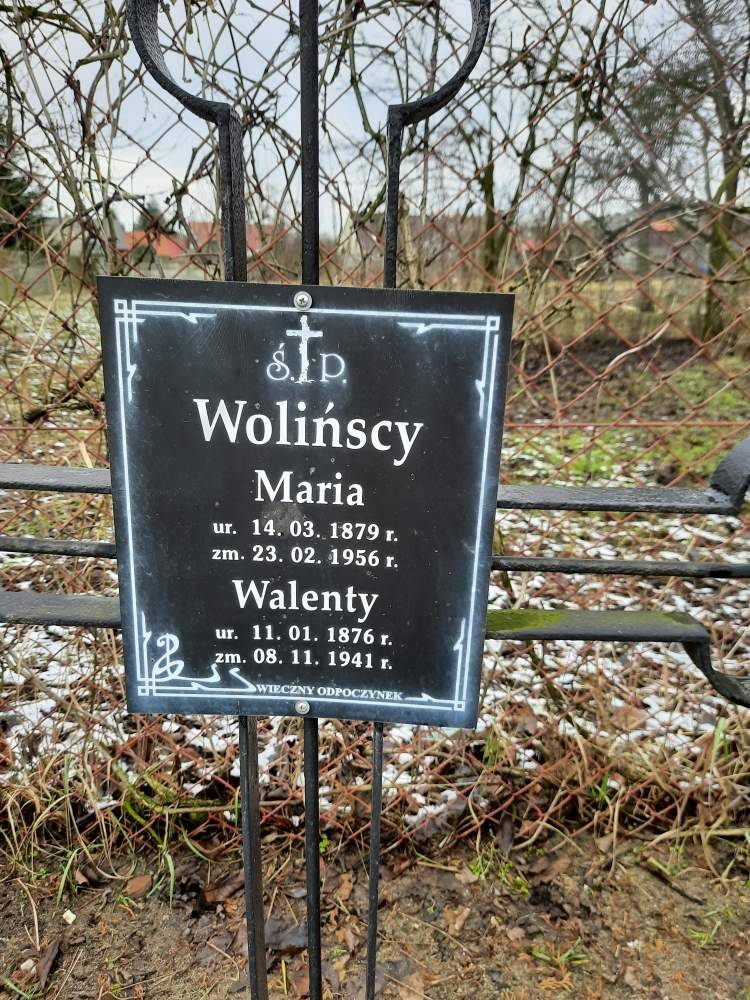 Ś. P.
Wolińscy
Maria
ur. 14. 03. 1879 r.
zm. 23. 02. 1956 r.
Walenty
ur. 11. 01. 1876 r.
zm. 08. 11. 1941 r.
WIECZNY ODPOCZYNEK